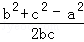 b² + c² − a²
2bc